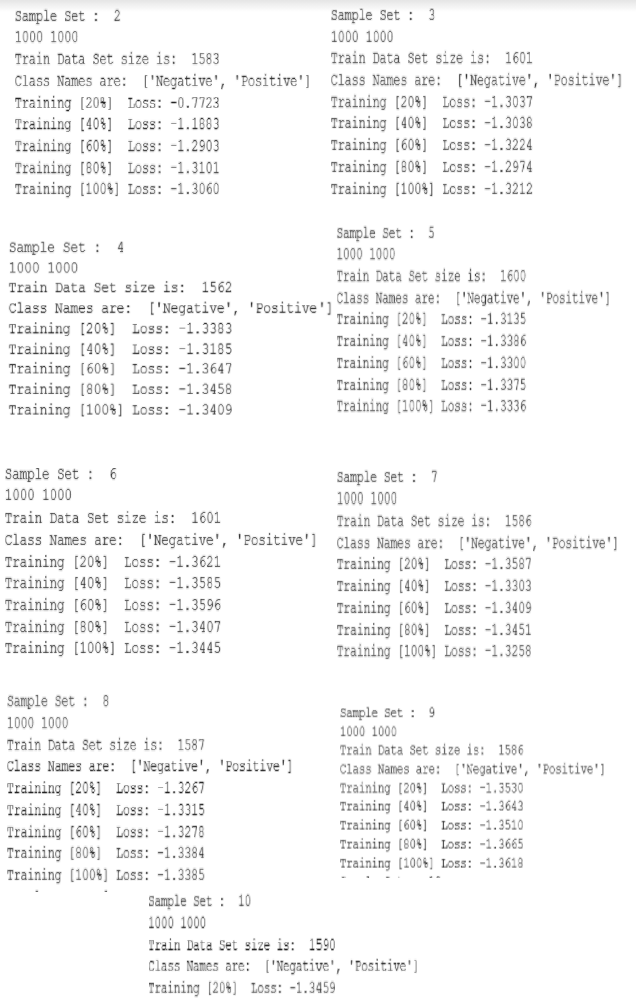 Sample Set :  2
1000 1000
Train Data Set size is:  1583
Class Names are:  ['Negative', 'Positive']
Training [20%]  Loss: -0.7723
Training [40%]  Loss: -1.1883
Training [60%]  Loss: -1.2903
Training [80%]  Loss: -1.3101
Training [100%] Loss: -1.3060
Sample Set :  3
1000 1000
Train Data Set size is:  1601
Class Names are:  ['Negative', 'Positive']
Training [20%]  Loss: -1.3037
Training [40%]  Loss: -1.3038
Training [60%]  Loss: -1.3224
Training [80%]  Loss: -1.2974
Training [100%] Loss: -1.3212
Sample Set :  4
1000 1000
Train Data Set size is:  1562
Class Names are:  ['Negative', 'Positive']
Training [20%]  Loss: -1.3383
Training [40%]  Loss: -1.3185
Training [60%]  Loss: -1.3647
Training [80%]  Loss: -1.3458
Training [100%] Loss: -1.3409
Sample Set :  5
1000 1000
Train Data Set size is:  1600
Class Names are:  ['Negative', 'Positive']
Training [20%]  Loss: -1.3135
Training [40%]  Loss: -1.3386
Training [60%]  Loss: -1.3300
Training [80%]  Loss: -1.3375
Training [100%] Loss: -1.3336
Sample Set :  6
1000 1000
Train Data Set size is:  1601
Class Names are:  ['Negative', 'Positive']
Training [20%]  Loss: -1.3621
Training [40%]  Loss: -1.3585
Training [60%]  Loss: -1.3596
Training [80%]  Loss: -1.3407
Training [100%] Loss: -1.3445
Sample Set :  7
1000 1000
Train Data Set size is:  1586
Class Names are:  ['Negative', 'Positive']
Training [20%]  Loss: -1.3587
Training [40%]  Loss: -1.3303
Training [60%]  Loss: -1.3409
Training [80%]  Loss: -1.3451
Training [100%] Loss: -1.3258
Sample Set :  8
1000 1000
Train Data Set size is:  1587
Class Names are:  ['Negative', 'Positive']
Training [20%]  Loss: -1.3267
Training [40%]  Loss: -1.3315
Training [60%]  Loss: -1.3278
Training [80%]  Loss: -1.3384
Training [100%] Loss: -1.3385
Sample Set :  9
1000 1000
Train Data Set size is:  1586
Class Names are:  ['Negative', 'Positive']
Training [20%]  Loss: -1.3530
Training [40%]  Loss: -1.3643
Training [60%]  Loss: -1.3510
Training [80%]  Loss: -1.3665
Training [100%] Loss: -1.3618
Sample Set :  10
1000 1000
Train Data Set size is:  1590
Class Names are:  ['Negative', 'Positive']
Training [20%]  Loss: -1.3459